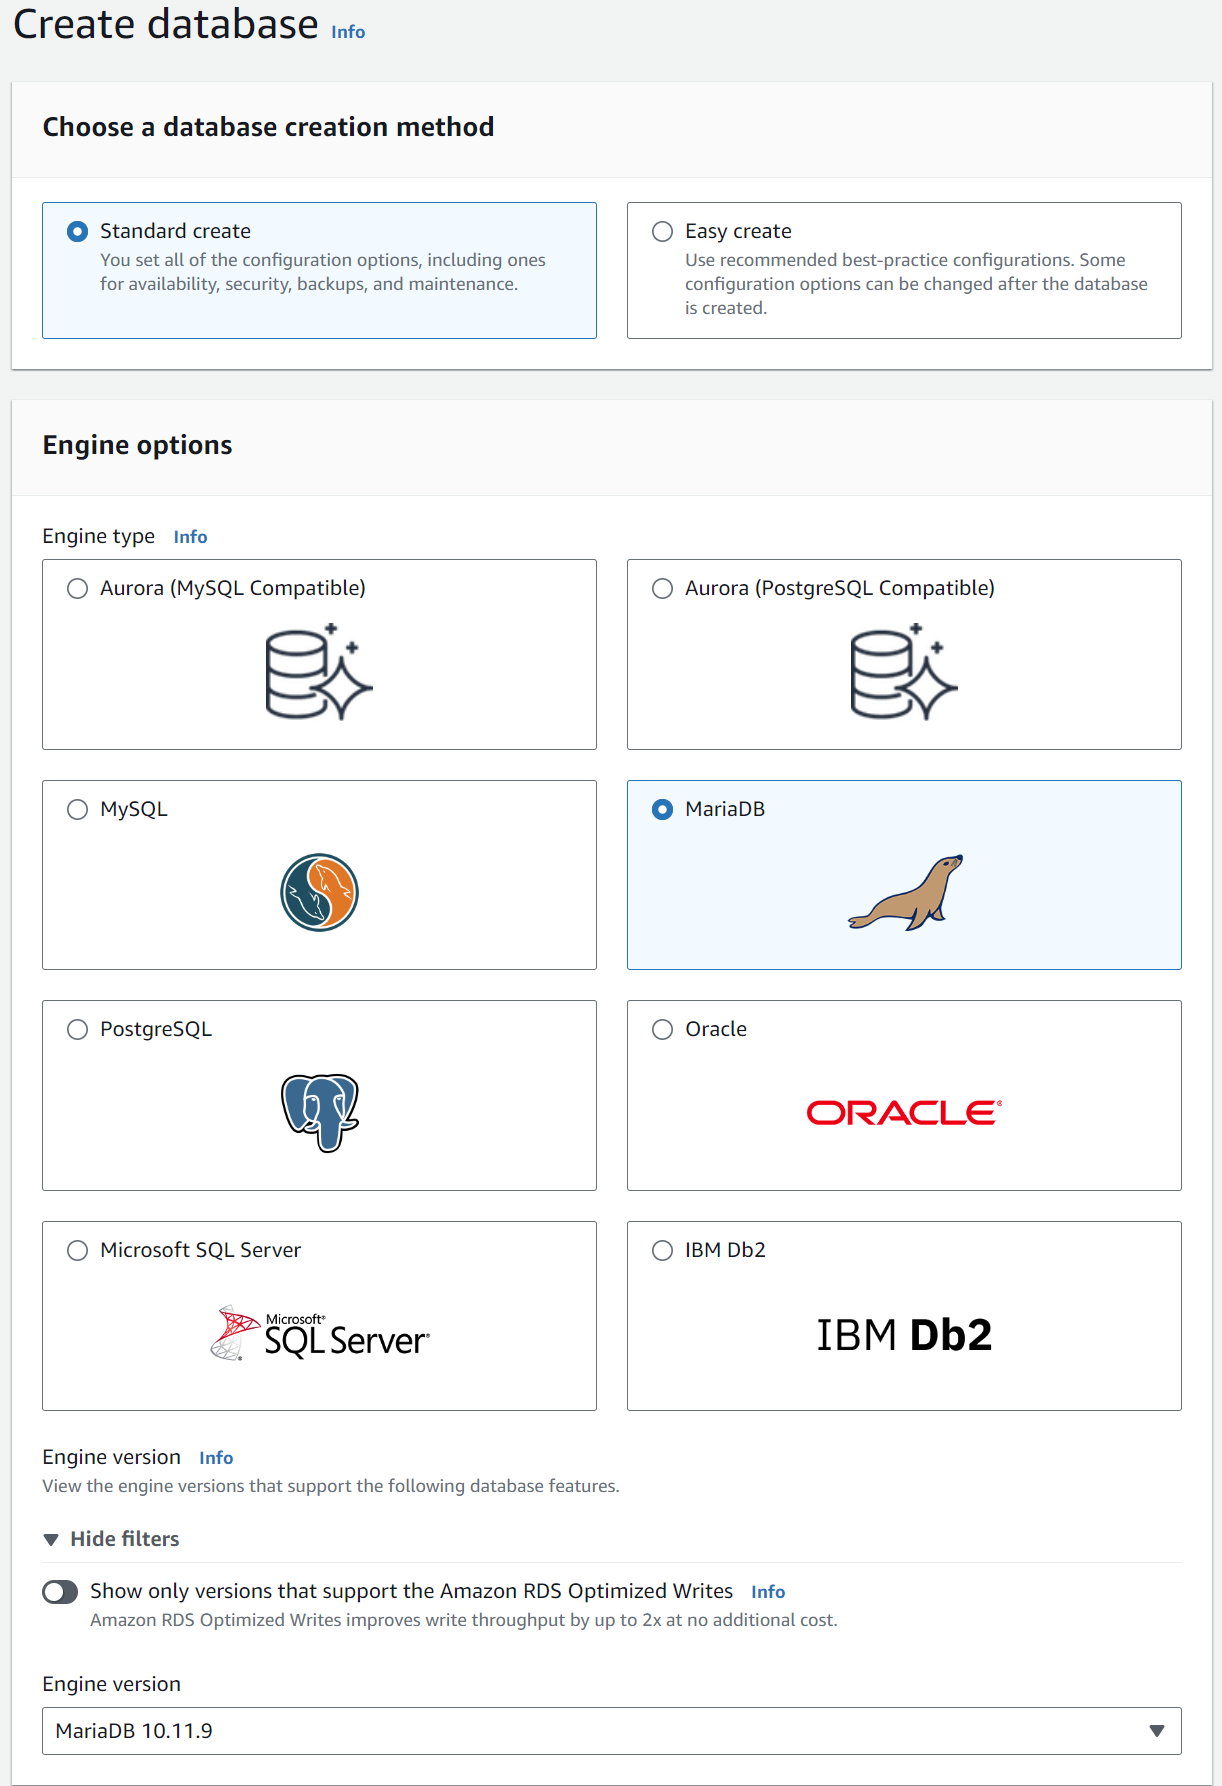 Create database Info
Choose a database creation method
Standard create
You set all of the configuration options, including ones
for availability, security, backups, and maintenance.
Easy create
Use recommended best-practice configurations. Some
configuration options can be changed after the database
is created.
Engine options
Engine type Info
Aurora (MySQL Compatible)
Aurora (PostgreSQL Compatible)
MySQL
MariaDB
PostgreSQL
Oracle
ORACLE®
Microsoft SQL Server
Microsoft®
SQL Server®
IBM Db2
IBM Db2
Engine version Info
View the engine versions that support the following database features.
Hide filters
Show only versions that support the Amazon RDS Optimized Writes Info
Amazon RDS Optimized Writes improves write throughput by up to 2x at no additional cost.
Engine version
MariaDB 10.11.9